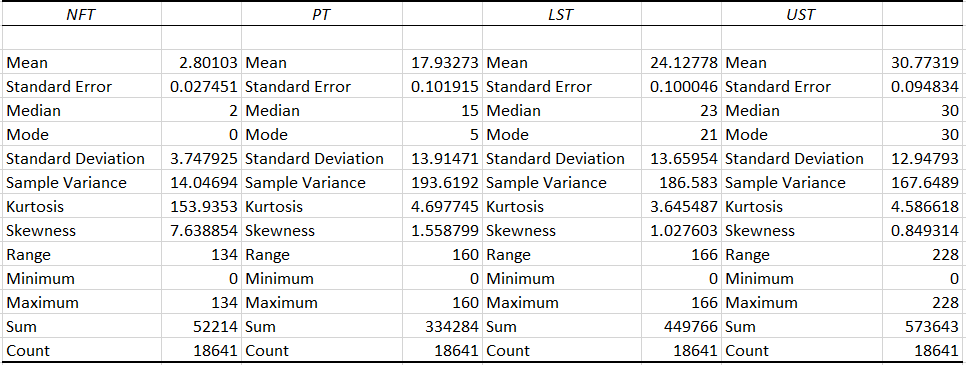 NFT PT LST UST
Mean 2.80103 Mean 17.93273 Mean 24.12778 Mean 30.77319
Standard Error 0.027451 Standard Error 0.101915 Standard Error 0.100046 Standard Error 0.094834
Median 2 Median 15 Median 23 Median 30
Mode 0 Mode 5 Mode 21 Mode 30
Standard Deviation 3.747925 Standard Deviation 13.91471 Standard Deviation 13.65954 Standard Deviation 12.94793
Sample Variance 14.04694 Sample Variance 193.6192 Sample Variance 186.583 Sample Variance 167.6489
Kurtosis 153.9353 Kurtosis 4.697745 Kurtosis 3.645487 Kurtosis 4.586618
Skewness 7.638854 Skewness 1.558799 Skewness 1.027603 Skewness 0.849314
Range 134 Range 160 Range 166 Range 228
Minimum 0 Minimum 0 Minimum 0 Minimum 0
Maximum 134 Maximum 160 Maximum 166 Maximum 228
Sum 52214 Sum 334284 Sum 449766 Sum 573643
Count 18641 Count 18641 Count 18641 Count 18641